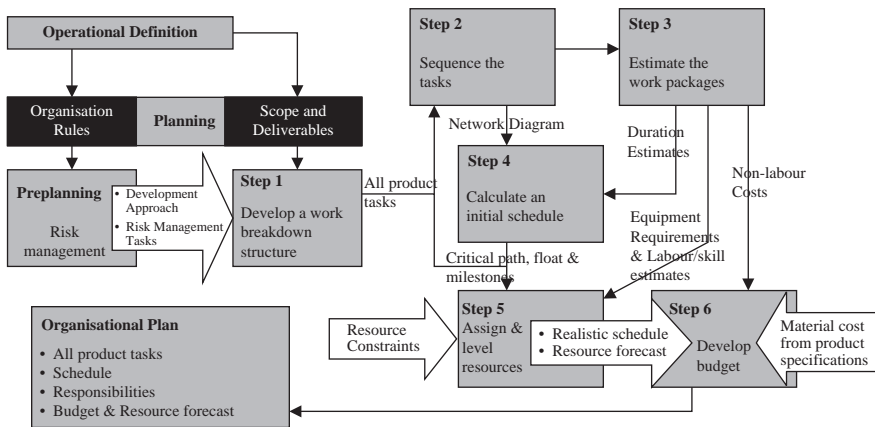 Operational Definition
Organisation
Rules
Planning
Scope and
Deliverables
Preplanning
Risk
management
• Development
Approach
• Risk Management
Tasks
Step 1
Develop a work
breakdown
structure
All product
tasks
Step 2
Sequence the
tasks
Step 3
Estimate the
work packages
Network Diagram
Duration
Estimates
Non-labour
Costs
Step 4
Calculate an
initial schedule
Equipment
Requirements
& Labour/skill
estimates
Critical path, float &
milestones
Organisational Plan
• All product tasks
• Schedule
• Responsibilities
• Budget & Resource forecast
Resource
Constraints
Step 5
Assign &
level
resources
• Realistic schedule
• Resource forecast
Step 6
Develop
budget
Material cost
from product
specifications